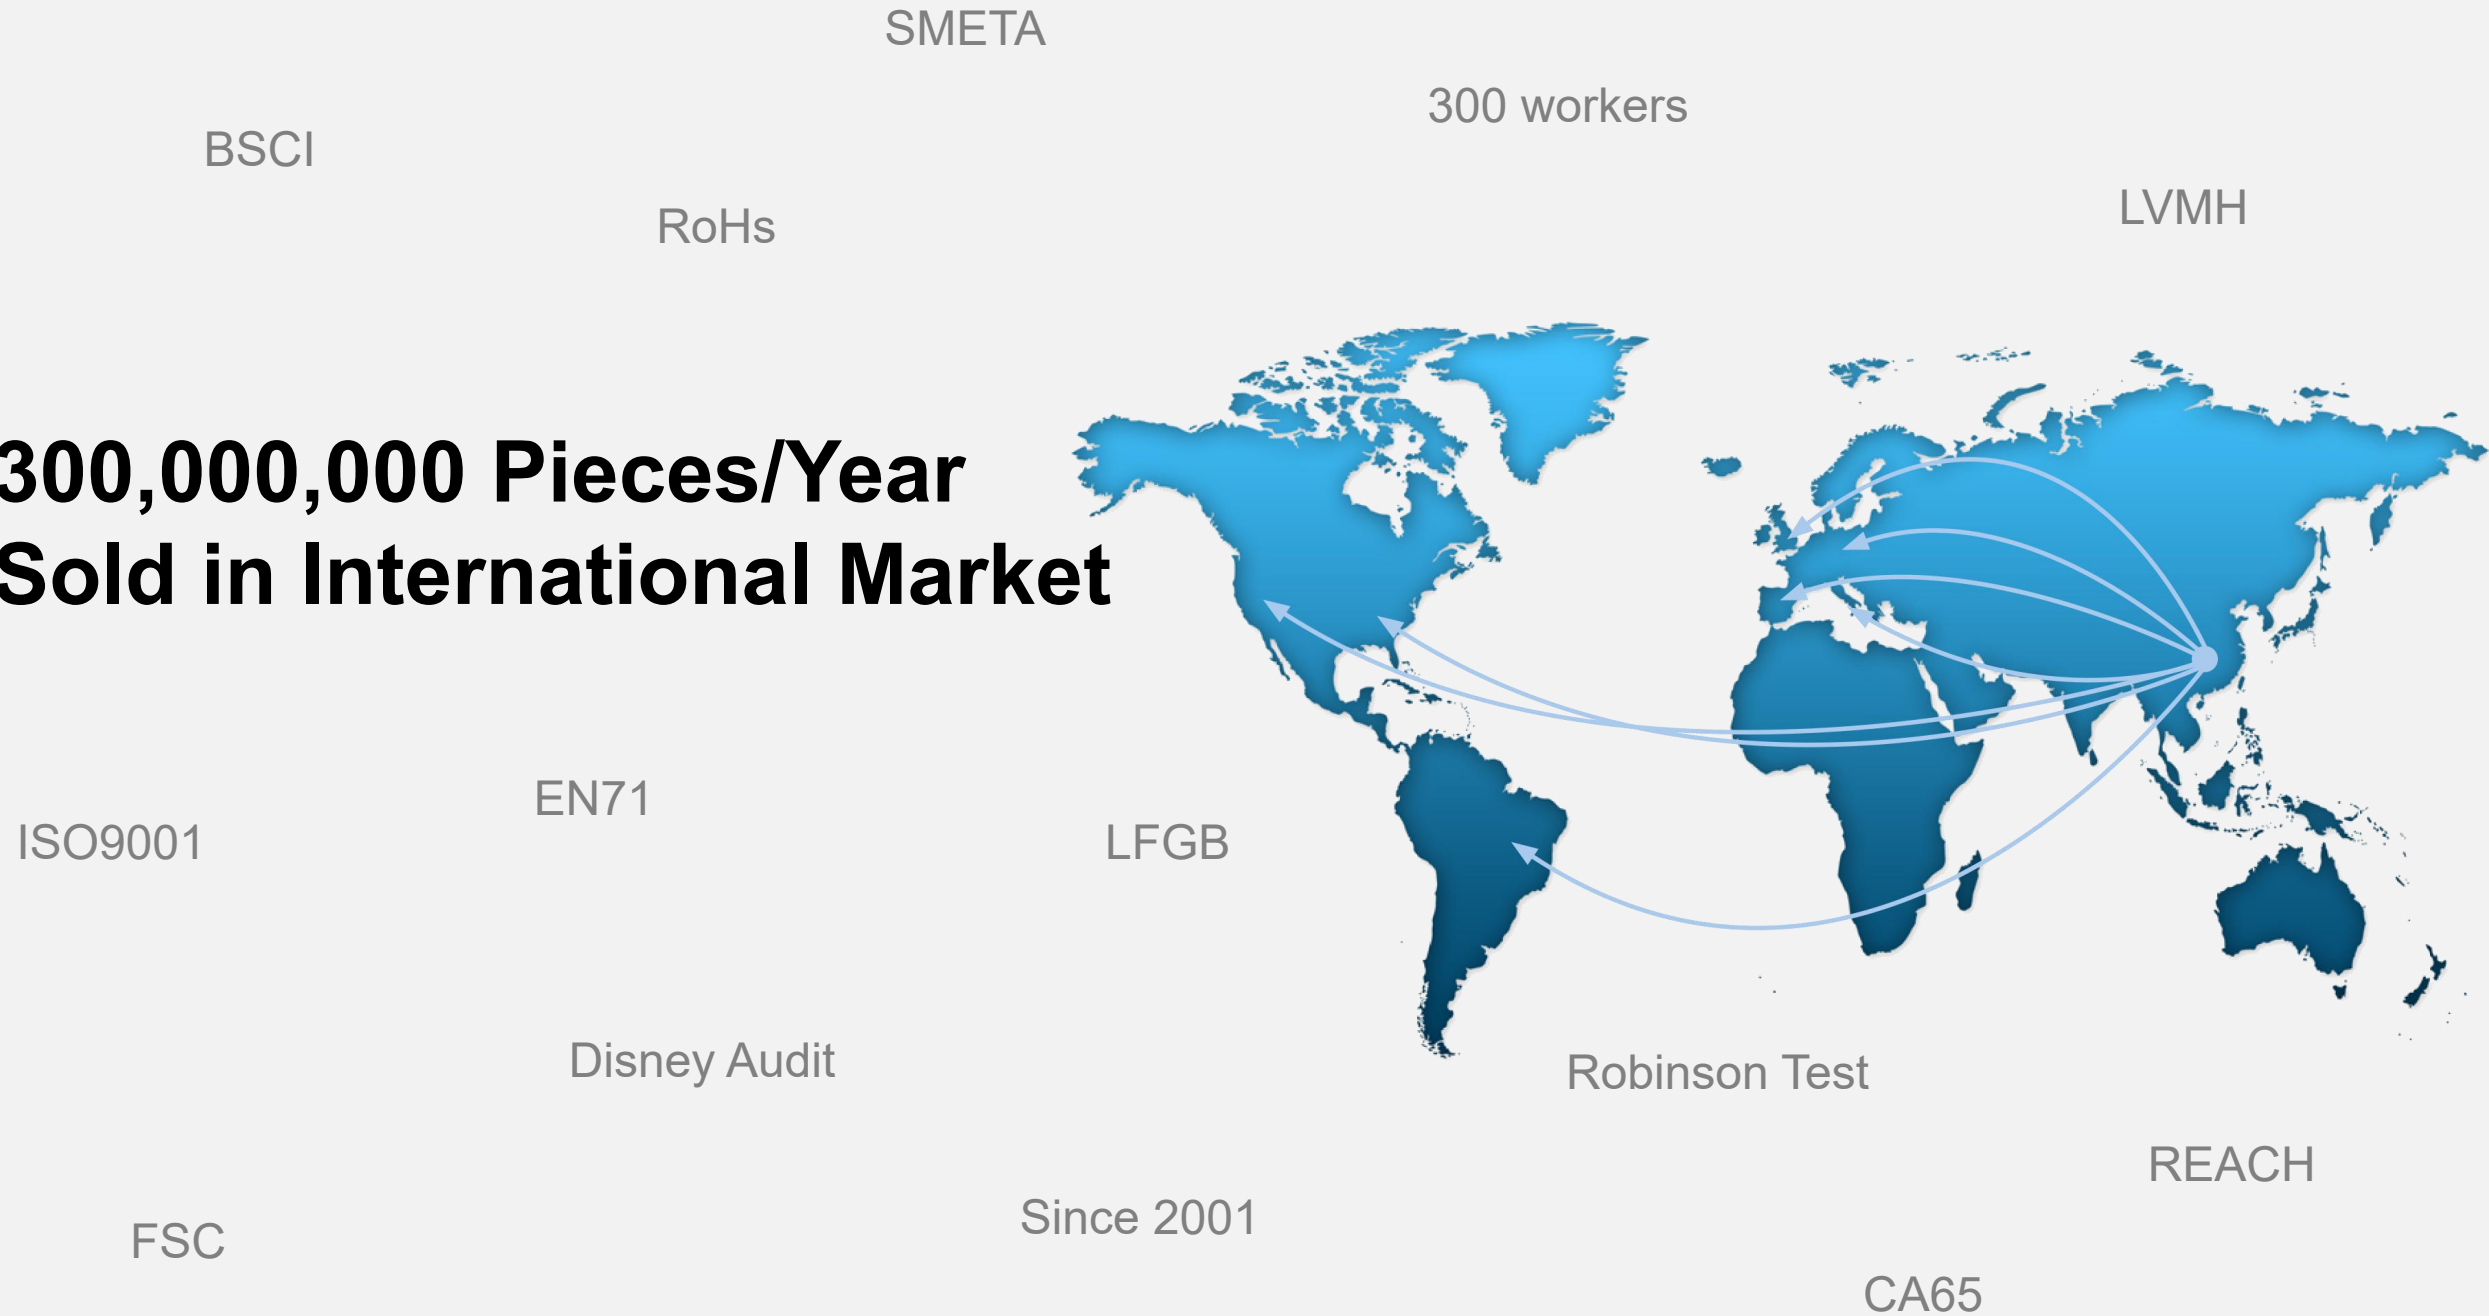 SMETA
300 workers
BSCI
LVMH
RoHs
300,000,000 Pieces/Year
Sold in International Market
EN71
ISO9001
LFGB
Disney Audit
Robinson Test
REACH
Since 2001
FSC
CA65